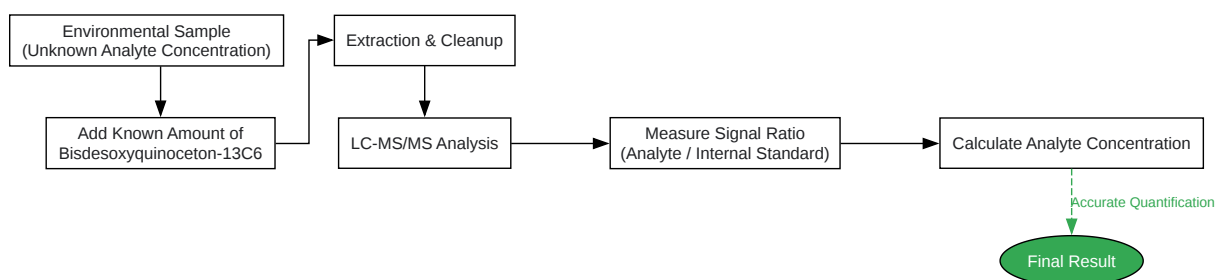 Environmental Sample
(Unknown Analyte Concentration)
Add Known Amount of
Bisdesoxyquinoceton-13C6
Extraction & Cleanup
LC-MS/MS Analysis
Measure Signal Ratio
(Analyte / Internal Standard)
Calculate Analyte Concentration
Accurate Quantification
Final Result